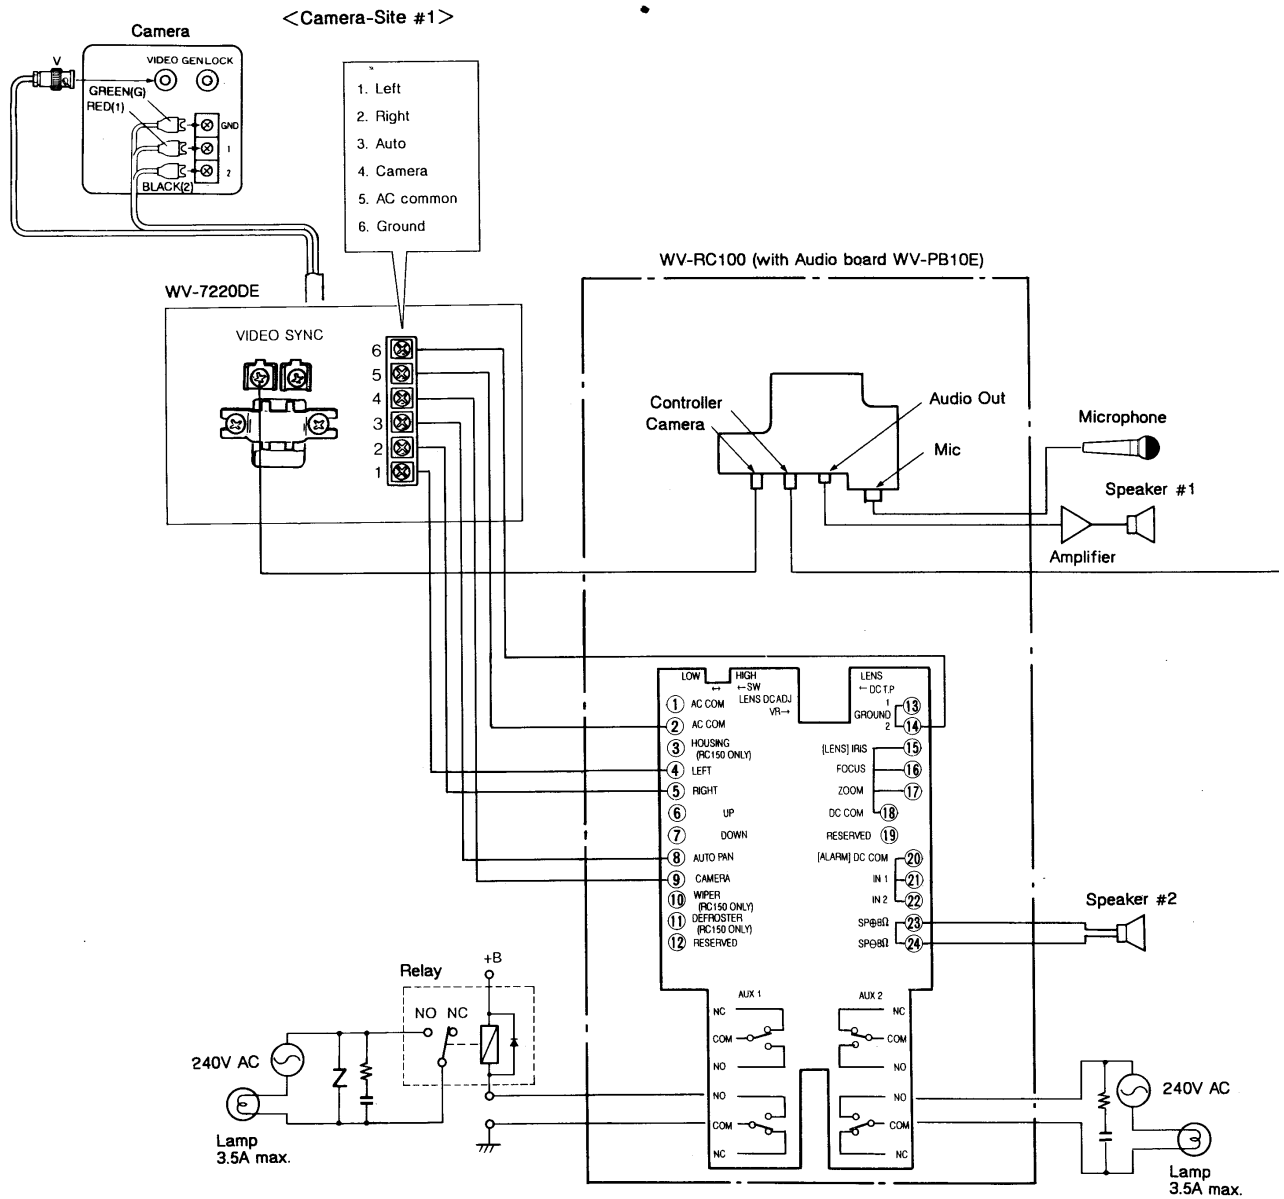 <Camera-Site #1>
Camera
V
VIDEO GENLOCK
GREEN(G)
RED(1)
GND
1
2
BLACK(2)
1. Left
2. Right
3. Auto
4. Camera
5. AC common
6. Ground
WV-7220DE
VIDEO SYNC
6
5
4
3
2
1
WV-RC100 (with Audio board WV-PB10E)
Controller
Camera
Audio Out
Mic
Microphone
Speaker #1
Amplifier
LOW
↔
HIGH
←SW
LENS DC ADJ
VR→
LENS
←DC T.P
1 AC COM
2 AC COM
3 HOUSING
(RC150 ONLY)
4 LEFT
5 RIGHT
6 UP
7 DOWN
8 AUTO PAN
9 CAMERA
10 WIPER
(RC150 ONLY)
11 DEFROSTER
(RC150 ONLY)
12 RESERVED
1 13
GROUND
2 14
[LENS] IRIS 15
FOCUS 16
ZOOM 17
DC COM 18
RESERVED 19
[ALARM] DC COM 20
IN 1 21
IN 2 22
SP⊕8Ω 23
SP⊖8Ω 24
Speaker #2
AUX 1
NC
COM
NO
NO
COM
NC
AUX 2
NC
COM
NO
NO
COM
NC
Relay
+B
NO NC
240V AC
Lamp
3.5A max.
240V AC
Lamp
3.5A max.